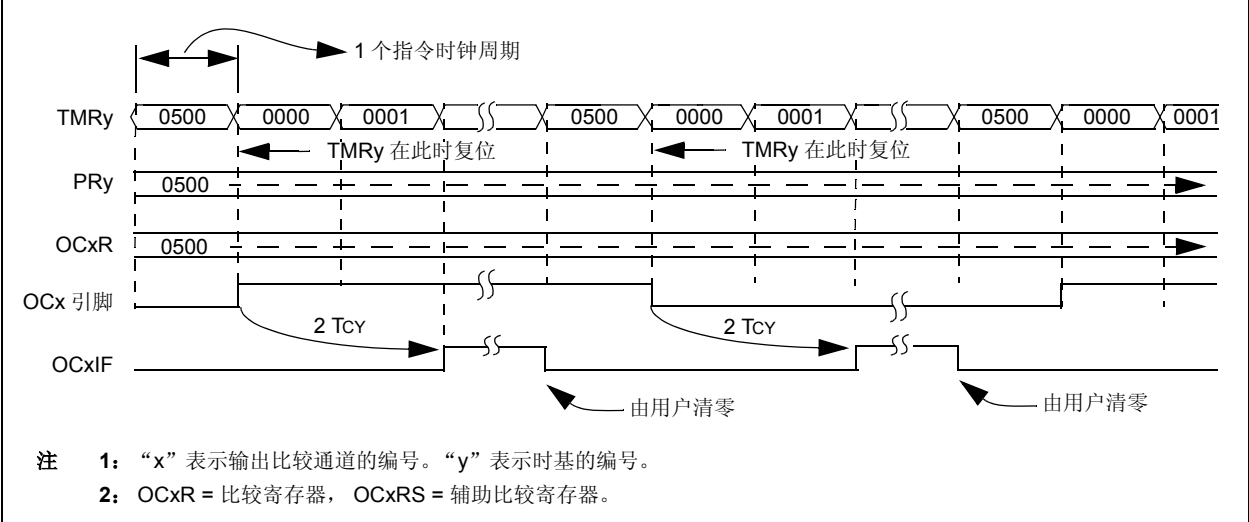 1 个指令时钟周期
TMRy 0500 0000 0001 0500 0000 0001 0500 0000 0001
TMRy 在此时复位 TMRy 在此时复位
PRy 0500
OCxR 0500
OCx 引脚
2 TCY 2 TCY
OCxIF
由用户清零 由用户清零
注 1: “x”表示输出比较通道的编号。“y”表示时基的编号。
2: OCxR = 比较寄存器， OCxRS = 辅助比较寄存器。